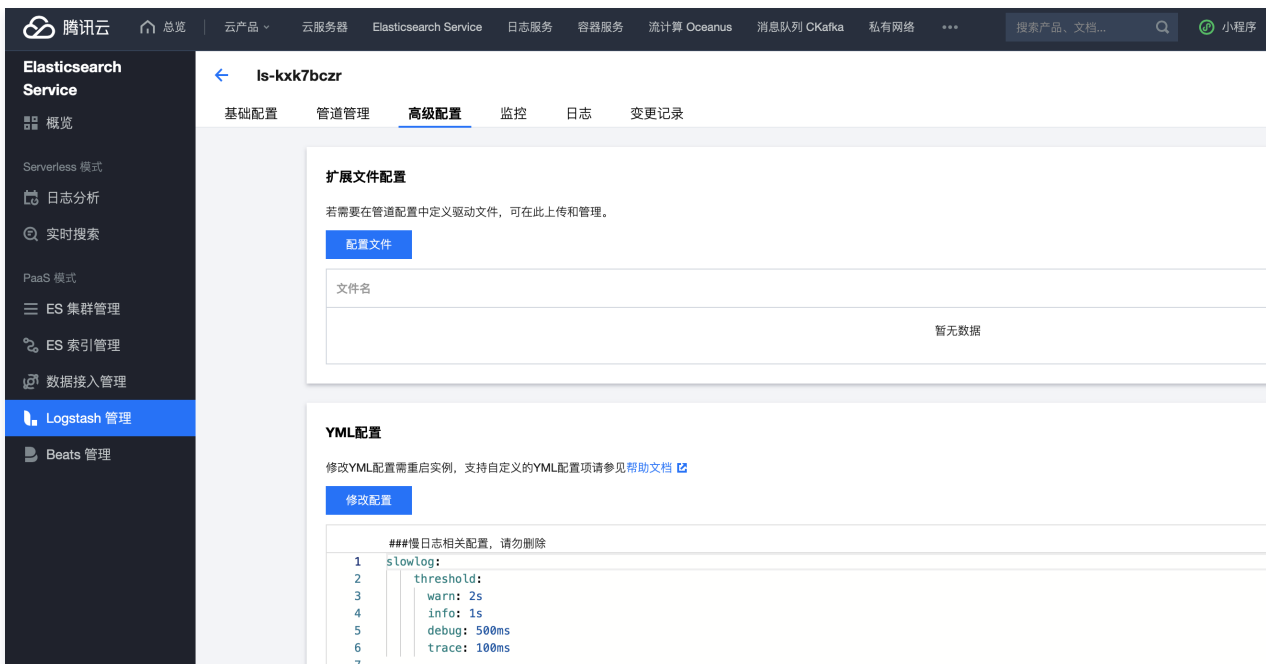 腾讯云 总览 云产品 云服务器 Elasticsearch Service 日志服务 容器服务 流计算 Oceanus 消息队列 CKafka 私有网络 ••• 搜索产品、文档... 小程序
Elasticsearch
Service
概览
Serverless 模式
日志分析
实时搜索
PaaS 模式
ES 集群管理
ES 索引管理
数据接入管理
Logstash 管理
Beats 管理
ls-kxk7bczr
基础配置 管道管理 高级配置 监控 日志 变更记录
扩展文件配置
若需要在管道配置中定义驱动文件，可在此上传和管理。
配置文件
文件名
暂无数据
YML配置
修改YML配置需重启实例，支持自定义的YML配置项请参见帮助文档
修改配置
###慢日志相关配置，请勿删除
1 slowlog:
2 threshold:
3 warn: 2s
4 info: 1s
5 debug: 500ms
6 trace: 100ms
7